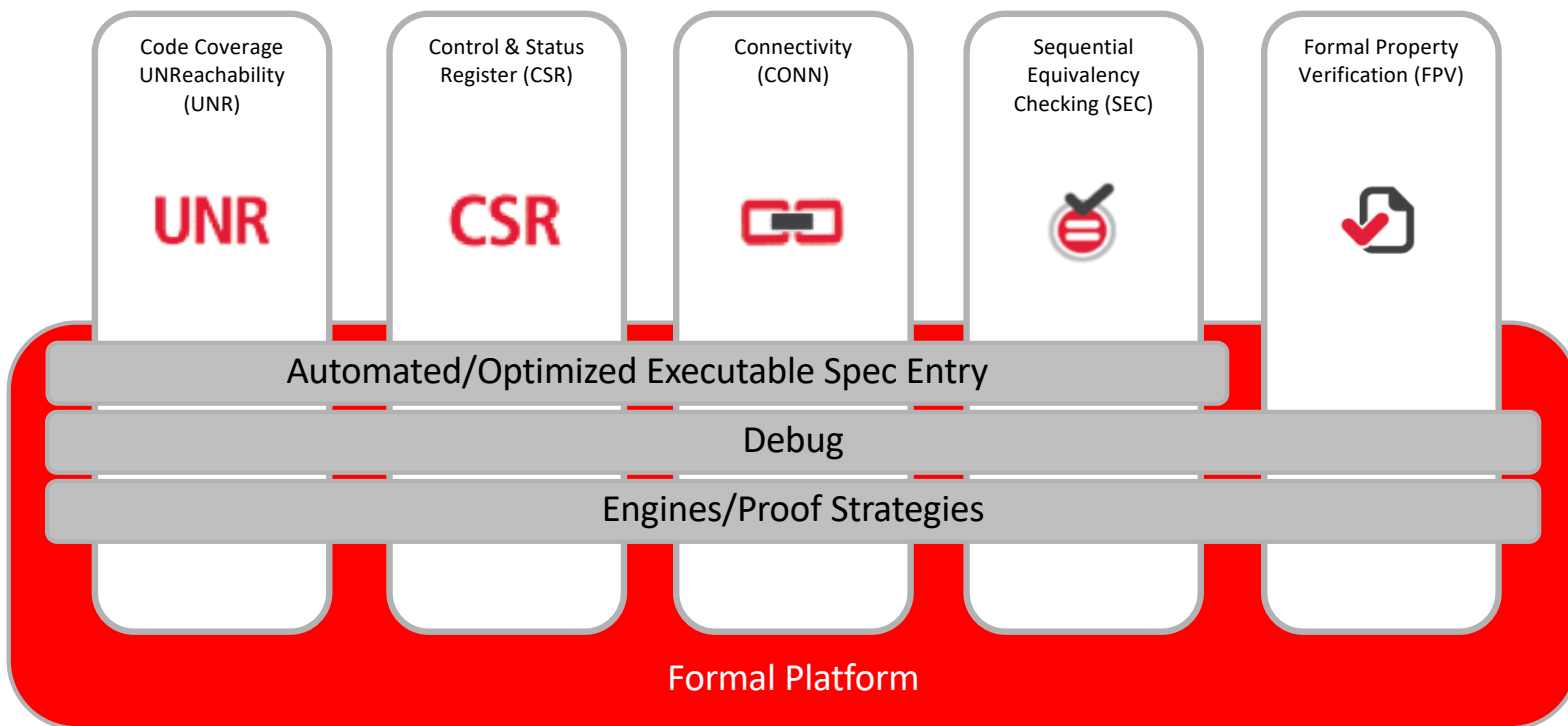 Code Coverage
UNReachability
(UNR)
Control & Status
Register (CSR)
Connectivity
(CONN)
Sequential
Equivalency
Checking (SEC)
Formal Property
Verification (FPV)
UNR
CSR
Automated/Optimized Executable Spec Entry
Debug
Engines/Proof Strategies
Formal Platform